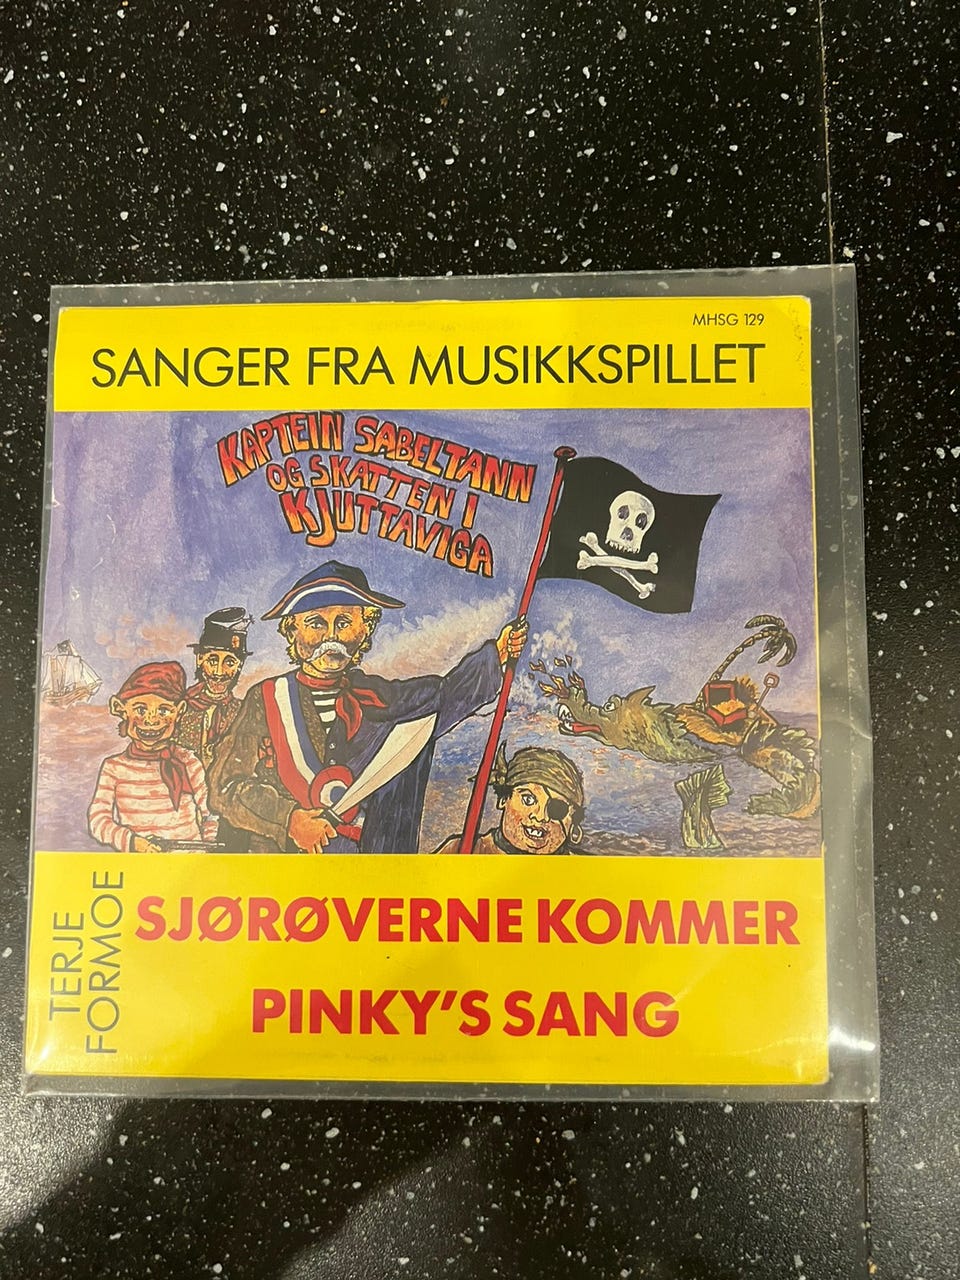 MHSG 129
SANGER FRA MUSIKKSPILLET
KAPTEIN SABELTANN
OG SKATTEN I
KJUTTAVIGA
TERJE
FORMOE
SJØRØVERNE KOMMER
PINKY'S SANG